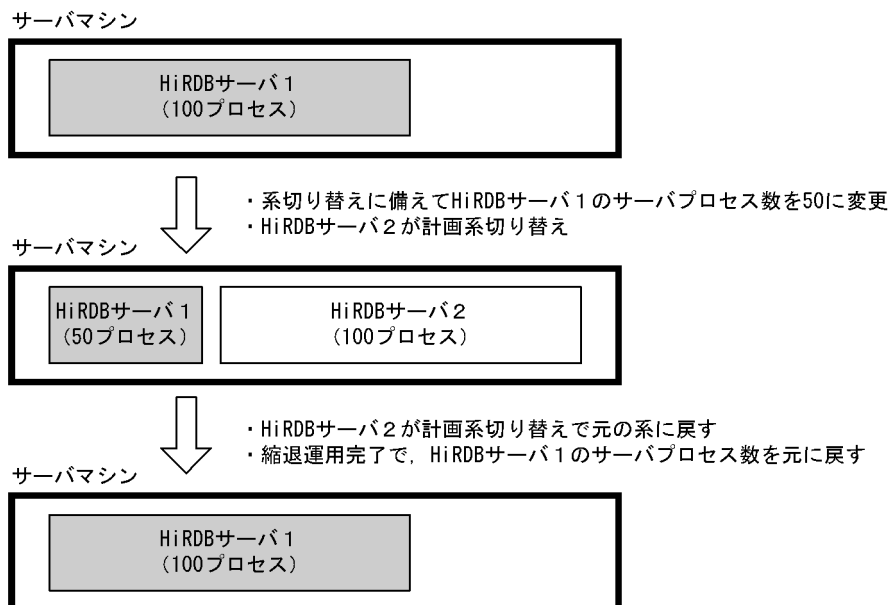 サーバマシン
HiRDBサーバ1
(100プロセス)
・系切り替えに備えてHiRDBサーバ1のサーバプロセス数を50に変更
・HiRDBサーバ2が計画系切り替え
サーバマシン
HiRDBサーバ1
(50プロセス)
HiRDBサーバ2
(100プロセス)
・HiRDBサーバ2が計画系切り替えで元の系に戻す
・縮退運用完了で,HiRDBサーバ1のサーバプロセス数を元に戻す
サーバマシン
HiRDBサーバ1
(100プロセス)